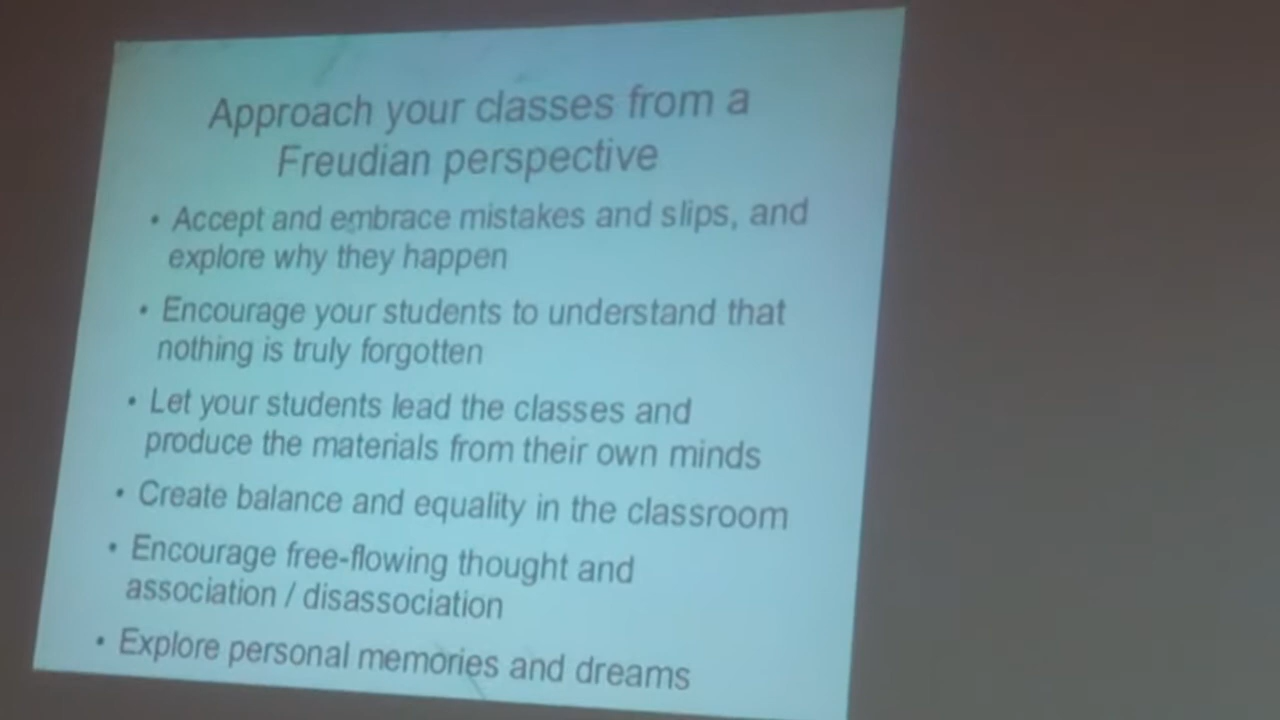 Approach your classes from a
Freudian perspective
• Accept and embrace mistakes and slips, and
explore why they happen
• Encourage your students to understand that
nothing is truly forgotten
• Let your students lead the classes and
produce the materials from their own minds
• Create balance and equality in the classroom
• Encourage free-flowing thought and
association / disassociation
• Explore personal memories and dreams